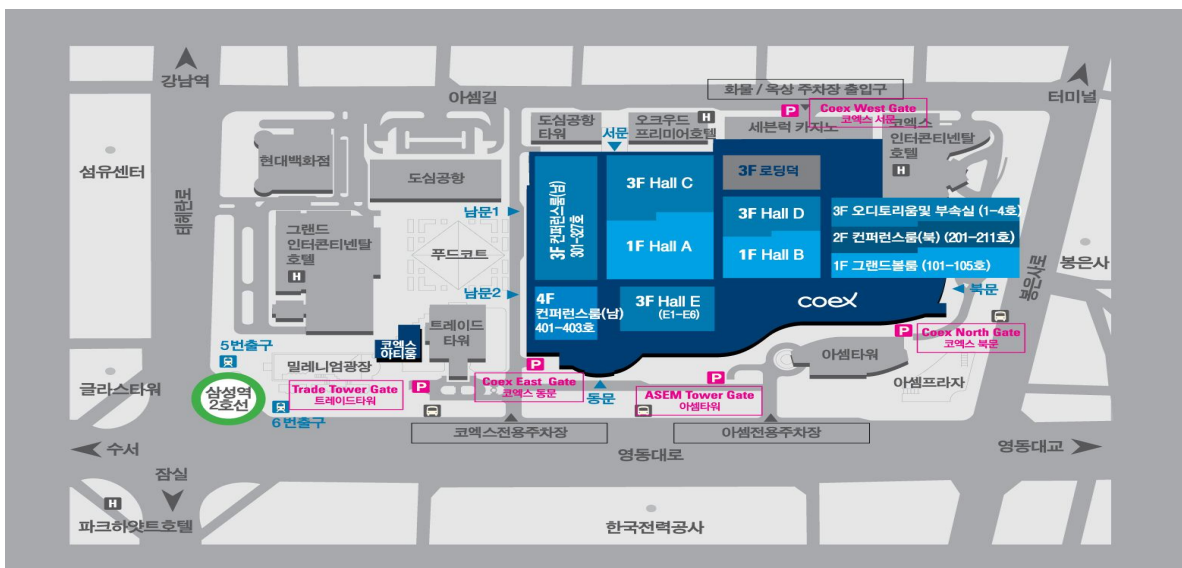 강남역
아셈길
화물 / 옥상 주차장 출입구
터미널
P
Coex West Gate
코엑스 서문
도심공항
타워
오크우드
프리미어호텔
H
세븐럭 카지노
코엑스
인터콘티넨탈
호텔
H
서문
섬유센터
테헤란로
현대백화점
도심공항
남문1
3F 컨퍼런스룸(남)
301-327호
3F Hall C
3F 로딩덕
3F Hall D
3F 오디토리움및 부속실 (1-4호)
2F 컨퍼런스룸(북) (201-211호)
1F 그랜드볼룸 (101-105호)
1F Hall A
1F Hall B
그랜드
인터콘티넨탈
호텔
H
푸드코트
봉은사로
봉은사
남문2
4F
컨퍼런스룸(남)
401-403호
3F Hall E
(E1-E6)
coex
북문
트레이드
타워
코엑스
아티움
5번출구
밀레니엄광장
P
Coex North Gate
코엑스 북문
아셈타워
아셈프라자
글라스타워
삼성역
2호선
Trade Tower Gate
트레이드타워
P
P
Coex East Gate
코엑스 동문
동문
P
ASEM Tower Gate
아셈타워
6번출구
코엑스전용주차장
아셈전용주차장
수서
영동대로
영동대교
잠실
H
파크하얏트호텔
한국전력공사